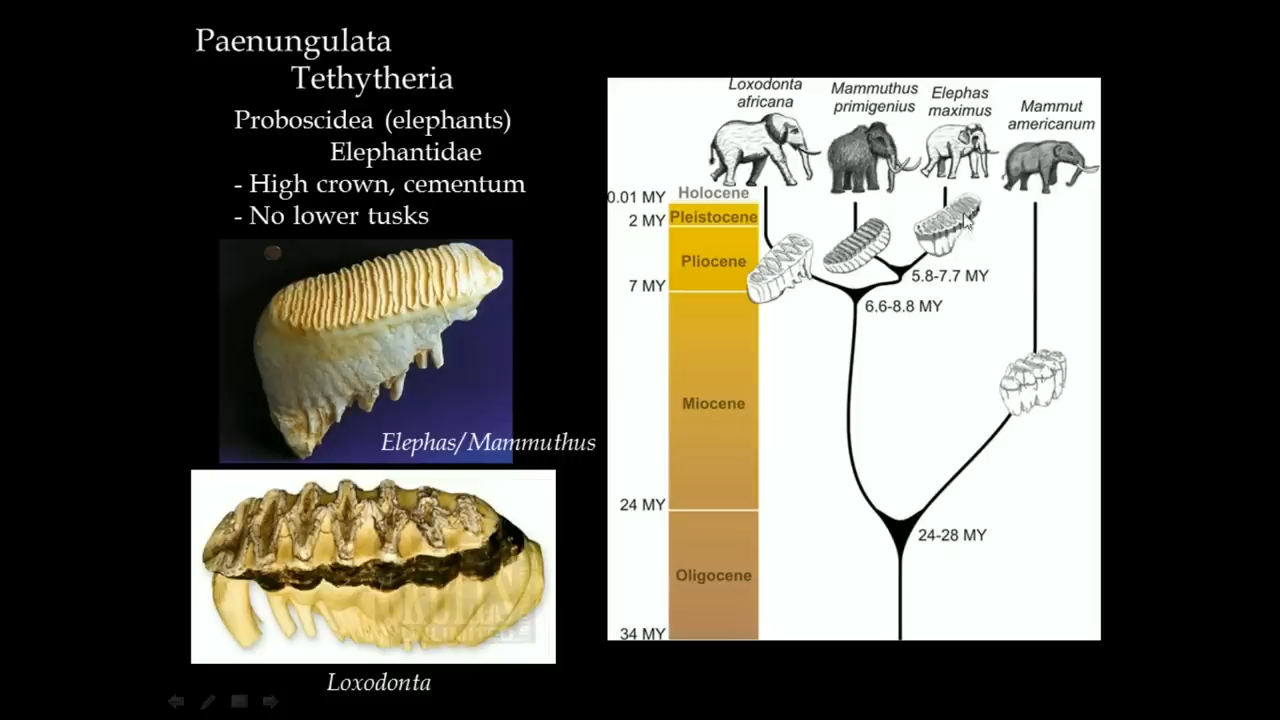 Paenungulata
Tethytheria
Proboscidea (elephants)
Elephantidae
- High crown, cementum
- No lower tusks
Elephas/Mammuthus
Loxodonta
Loxodonta
africana
Mammuthus
primigenius
Elephas
maximus
Mammut
americanum
0.01 MY
Holocene
2 MY
Pleistocene
Pliocene
5.8-7.7 MY
7 MY
6.6-8.8 MY
Miocene
24 MY
24-28 MY
Oligocene
34 MY